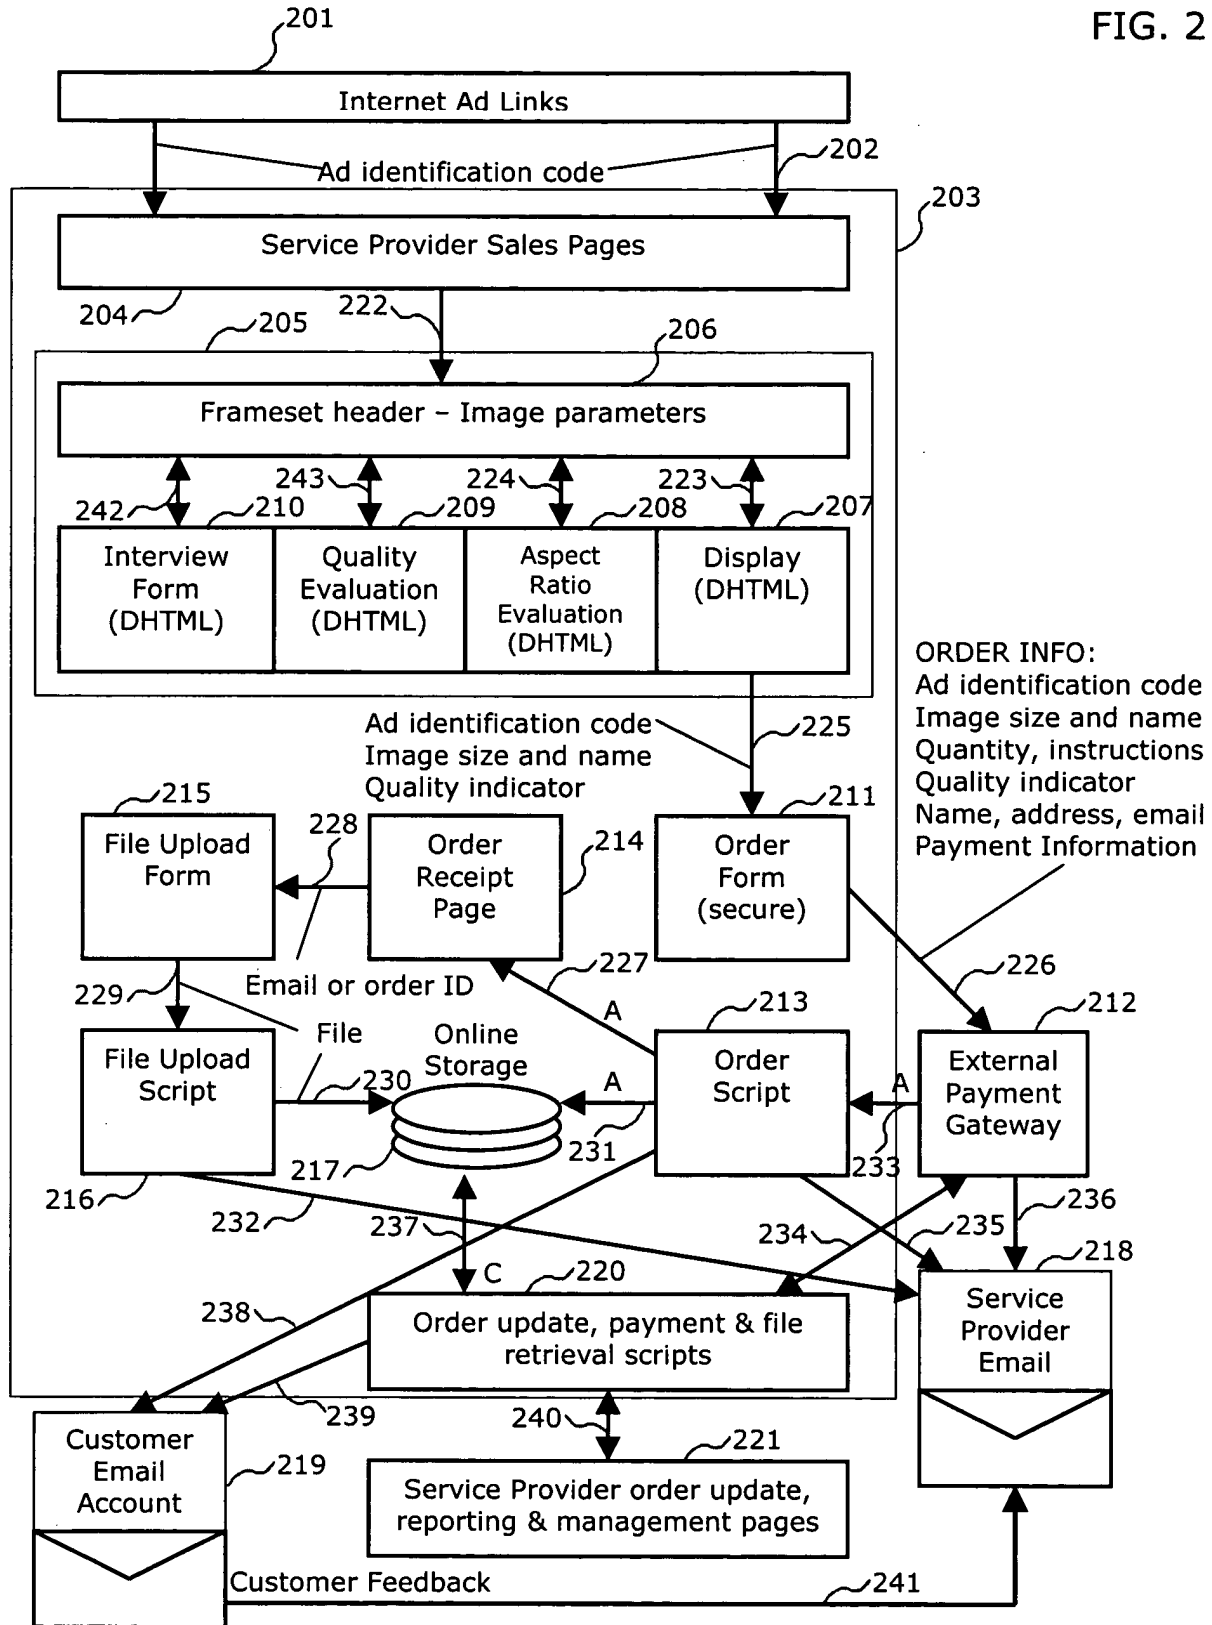 FIG. 2
201
Internet Ad Links
Ad identification code
202
203
Service Provider Sales Pages
204
222
205
206
Frameset header – Image parameters
242
243
224
223
210
209
208
207
Interview
Form
(DHTML)
Quality
Evaluation
(DHTML)
Aspect
Ratio
Evaluation
(DHTML)
Display
(DHTML)
ORDER INFO:
Ad identification code
Image size and name
Quantity, instructions
Quality indicator
Name, address, email
Payment Information
Ad identification code
Image size and name
Quality indicator
225
215
File Upload
Form
228
Order
Receipt
Page
214
211
Order
Form
(secure)
229
Email or order ID
227
226
A
213
212
File
File Upload
Script
230
Online
Storage
A
231
Order
Script
A
233
External
Payment
Gateway
216
217
232
237
C
234
235
236
218
220
238
Order update, payment & file
retrieval scripts
Service
Provider
Email
239
240
Customer
Email
Account
219
221
Service Provider order update,
reporting & management pages
Customer Feedback
241